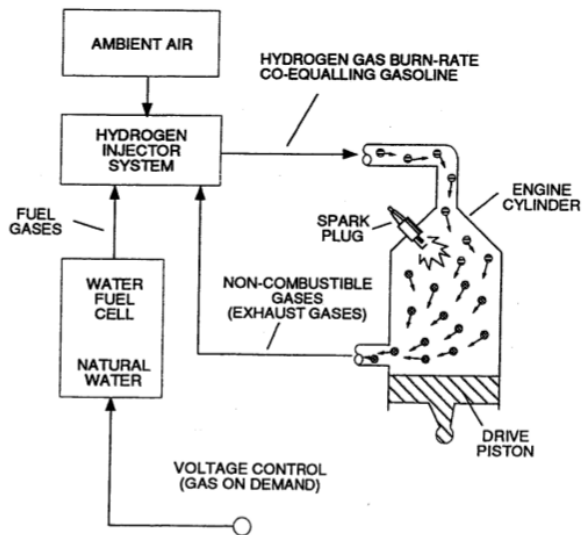 AMBIENT AIR
HYDROGEN GAS BURN-RATE
CO-EQUALLING GASOLINE
HYDROGEN
INJECTOR
SYSTEM
ENGINE
CYLINDER
FUEL
GASES
SPARK
PLUG
WATER
FUEL
CELL
NATURAL
WATER
NON-COMBUSTIBLE
GASES
(EXHAUST GASES)
DRIVE
PISTON
VOLTAGE CONTROL
(GAS ON DEMAND)